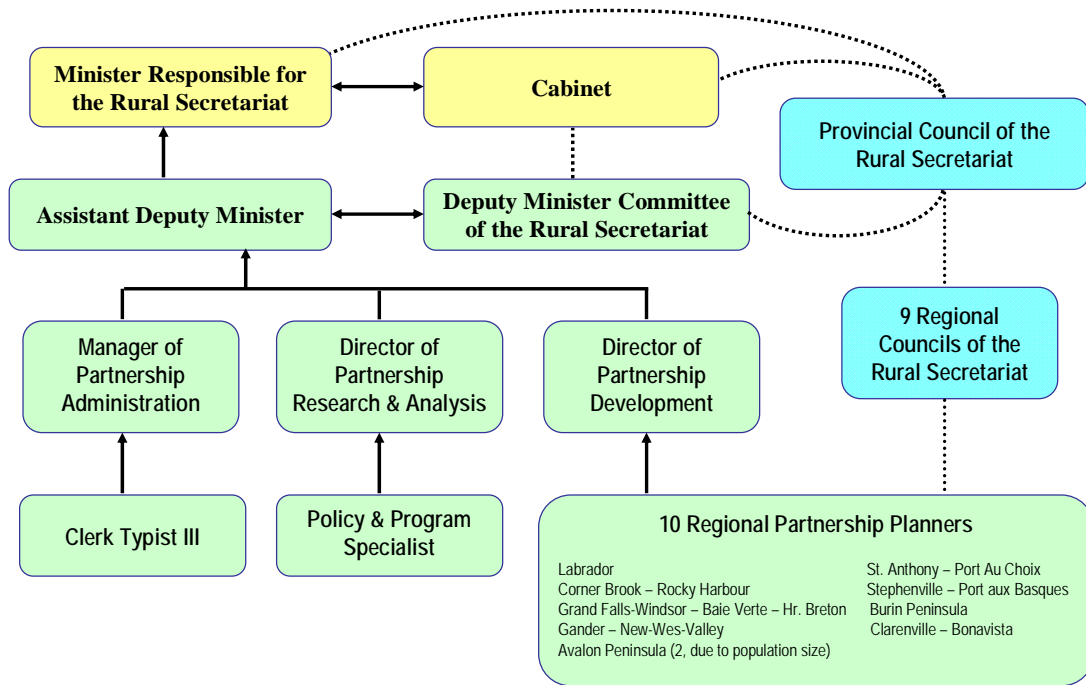 Minister Responsible for
the Rural Secretariat
Cabinet
Provincial Council of the
Rural Secretariat
Assistant Deputy Minister
Deputy Minister Committee
of the Rural Secretariat
9 Regional
Councils of the
Rural Secretariat
Manager of
Partnership
Administration
Director of
Partnership
Research & Analysis
Director of
Partnership
Development
Clerk Typist III
Policy & Program
Specialist
10 Regional Partnership Planners
Labrador
Corner Brook – Rocky Harbour
Grand Falls-Windsor – Baie Verte – Hr. Breton
Gander – New-Wes-Valley
Avalon Peninsula (2, due to population size)
St. Anthony – Port Au Choix
Stephenville – Port aux Basques
Burin Peninsula
Clarenville – Bonavista